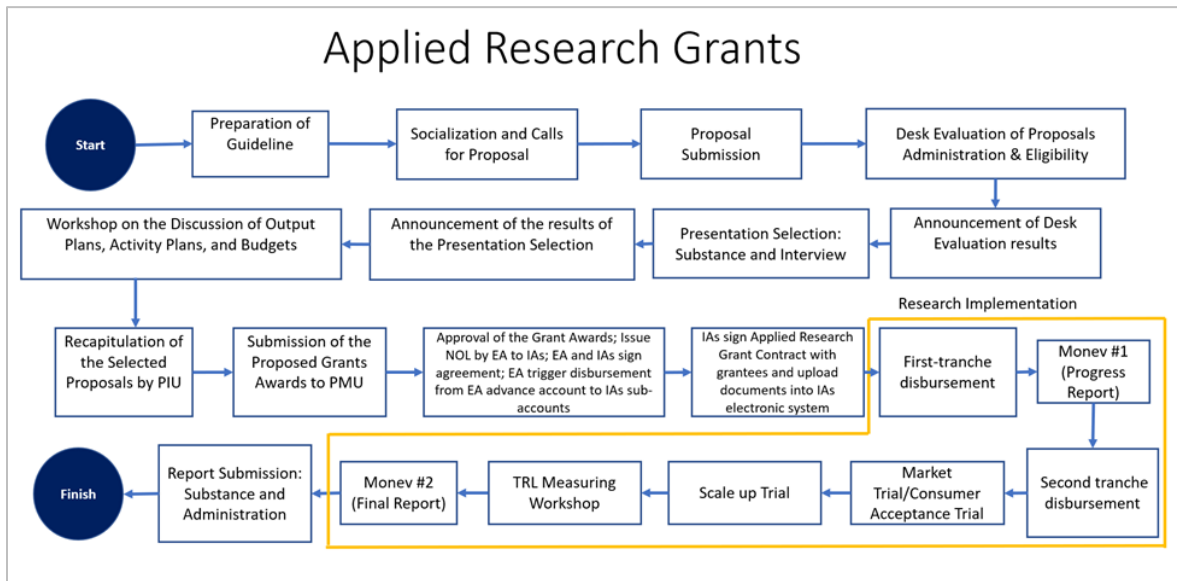 Applied Research Grants
Start
Preparation of
Guideline
Socialization and Calls
for Proposal
Proposal
Submission
Desk Evaluation of Proposals
Administration & Eligibility
Workshop on the Discussion of Output
Plans, Activity Plans, and Budgets
Announcement of the results of
the Presentation Selection
Presentation Selection:
Substance and Interview
Announcement of Desk
Evaluation results
Research Implementation
Recapitulation of
the Selected
Proposals by PIU
Submission of the
Proposed Grants
Awards to PMU
Approval of the Grant Awards; Issue
NOL by EA to IAs; EA and IAs sign
agreement; EA trigger disbursement
from EA advance account to IAs sub-
accounts
IAs sign Applied Research
Grant Contract with
grantees and upload
documents into IAs
electronic system
First-tranche
disbursement
Monev #1
(Progress
Report)
Finish
Report Submission:
Substance and
Administration
Monev #2
(Final Report)
TRL Measuring
Workshop
Scale up Trial
Market
Trial/Consumer
Acceptance Trial
Second tranche
disbursement